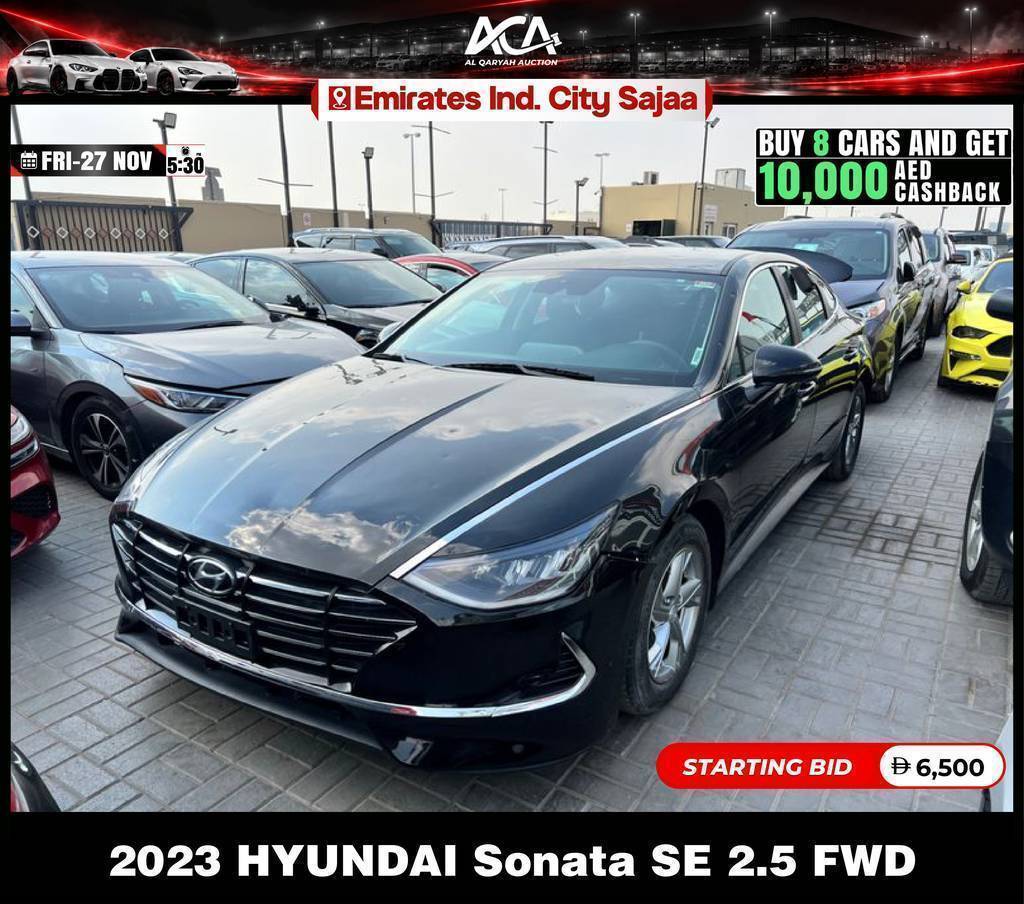 ACA
AL QARYAH AUCTION
Emirates Ind. City Sajaa
FRI-27 NOV
5:30
BUY 8 CARS AND GET
10,000 AED
CASHBACK
STARTING BID
6,500
2023 HYUNDAI Sonata SE 2.5 FWD